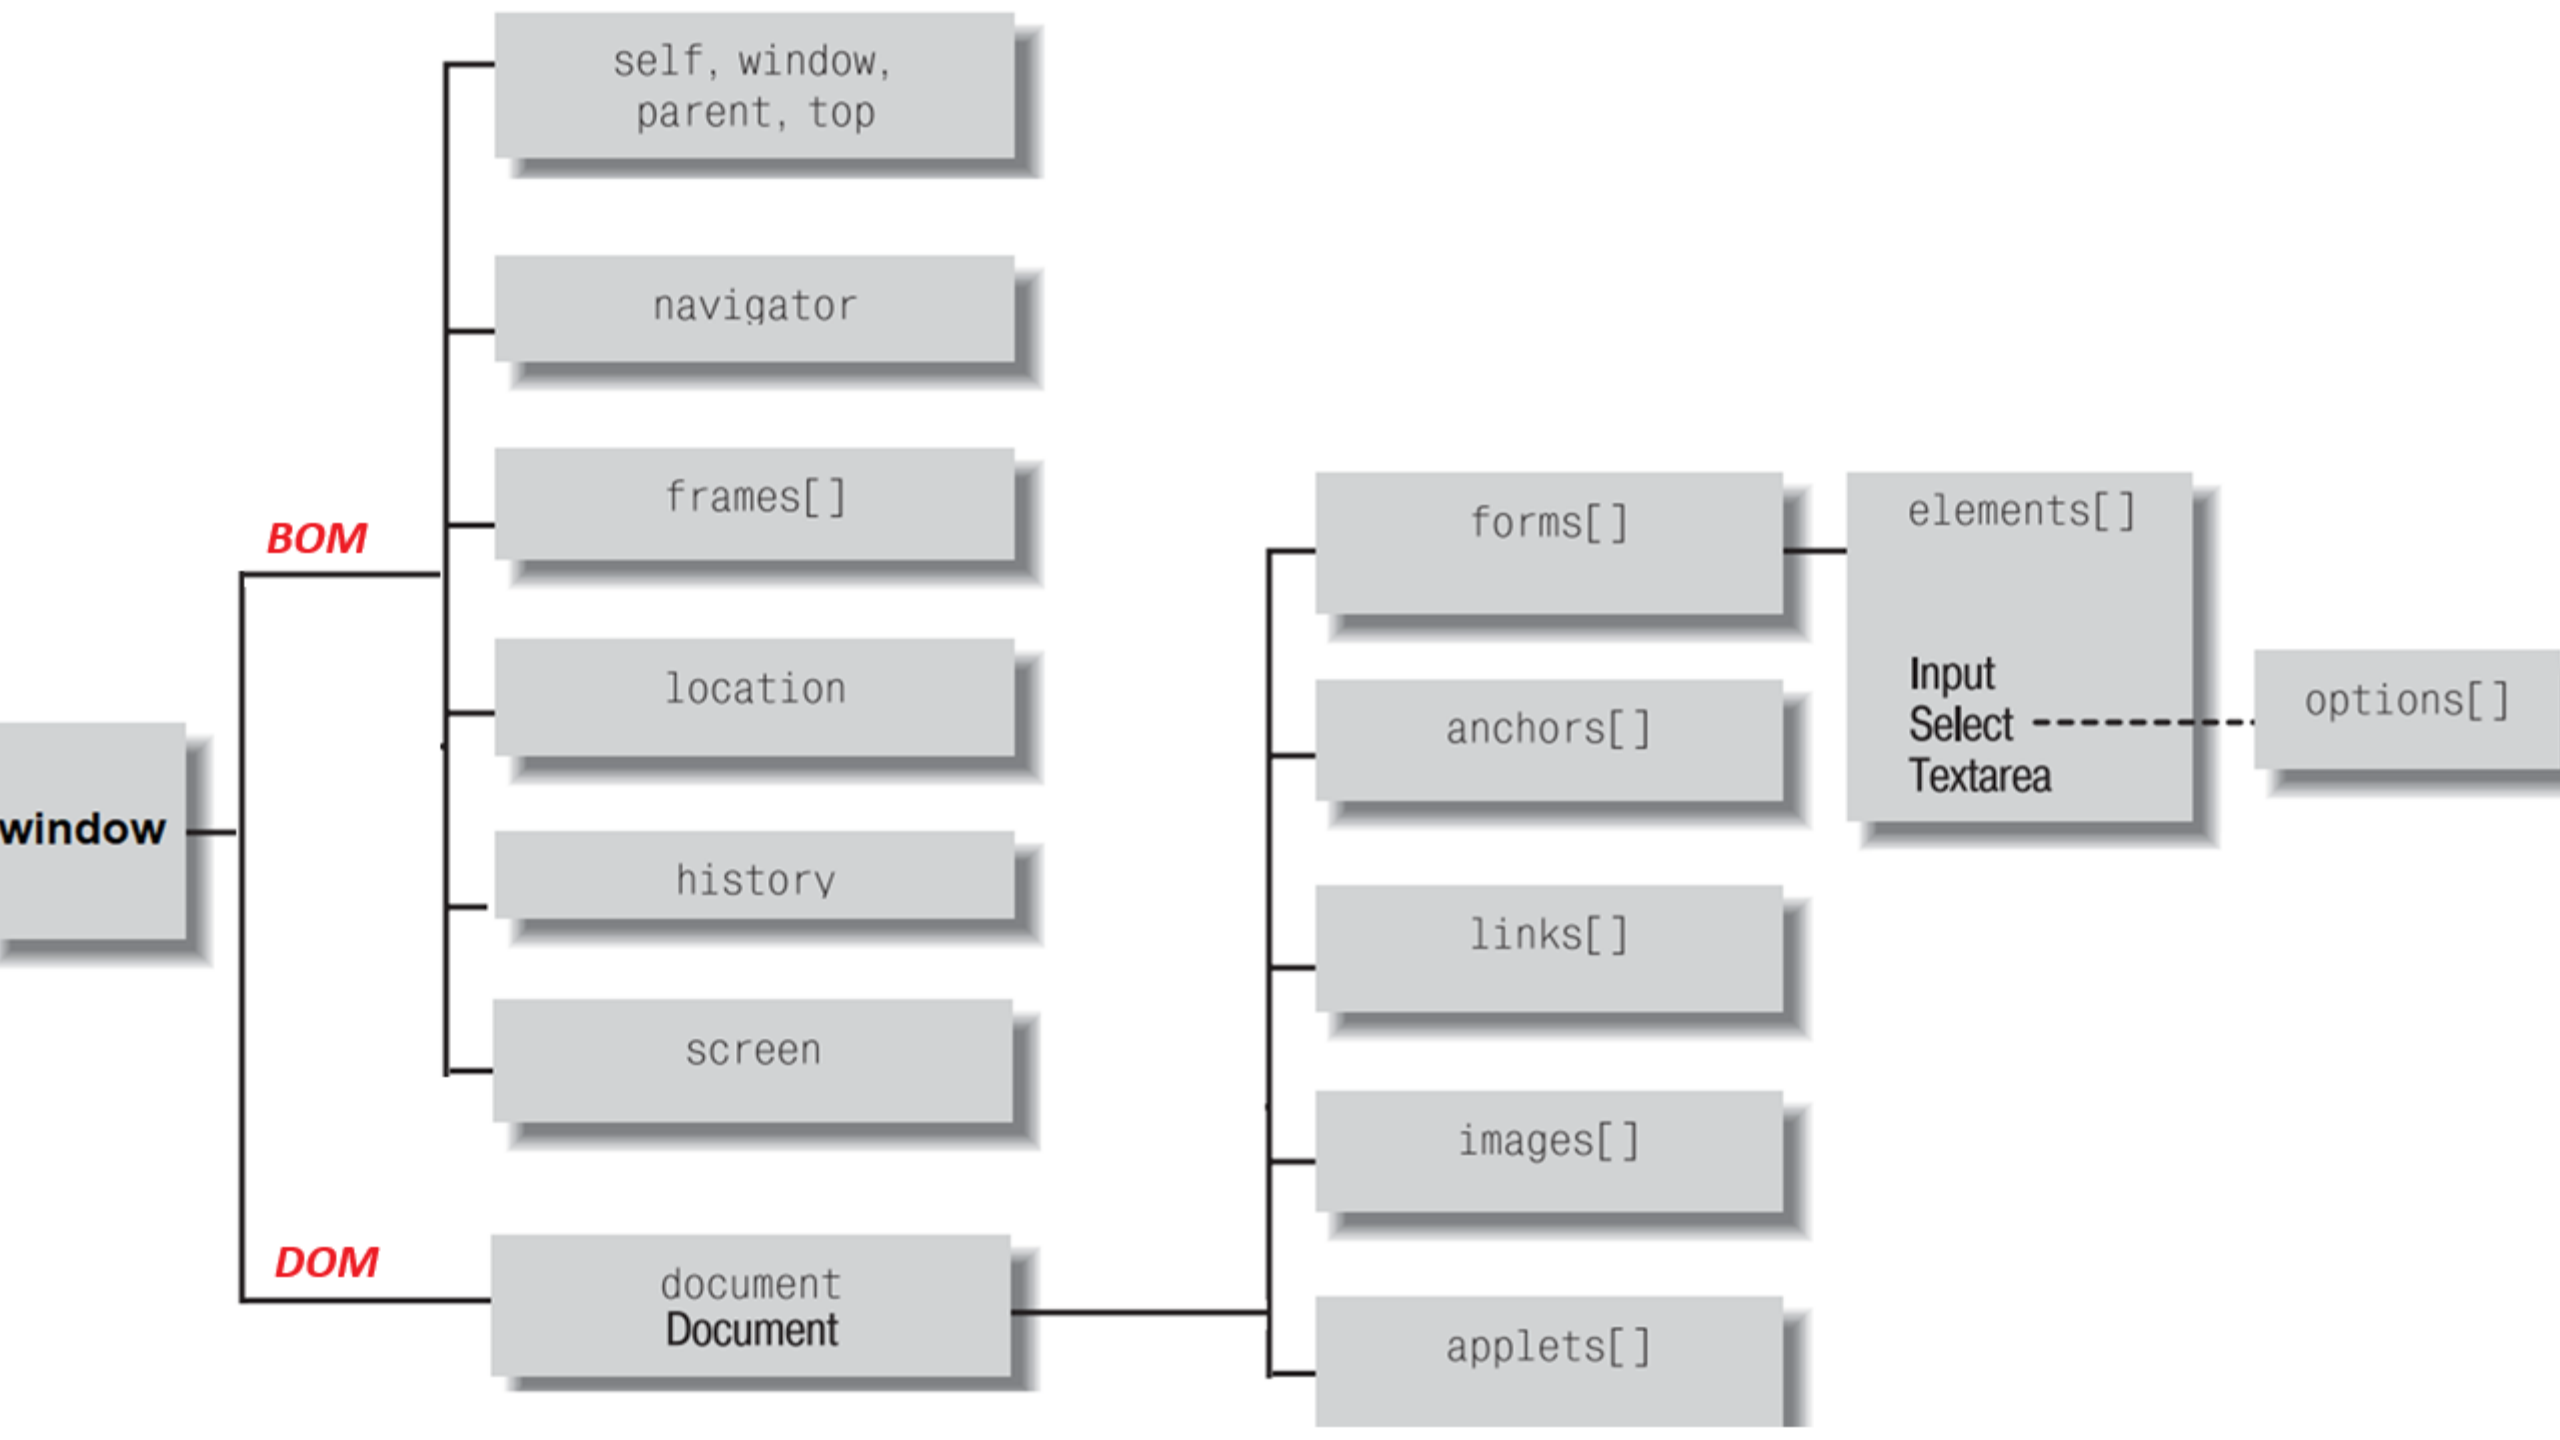 self, window,
parent, top
navigator
frames[]
BOM
location
window
history
screen
DOM
document
Document
forms[]
anchors[]
links[]
images[]
applets[]
elements[]
Input
Select
Textarea
options[]